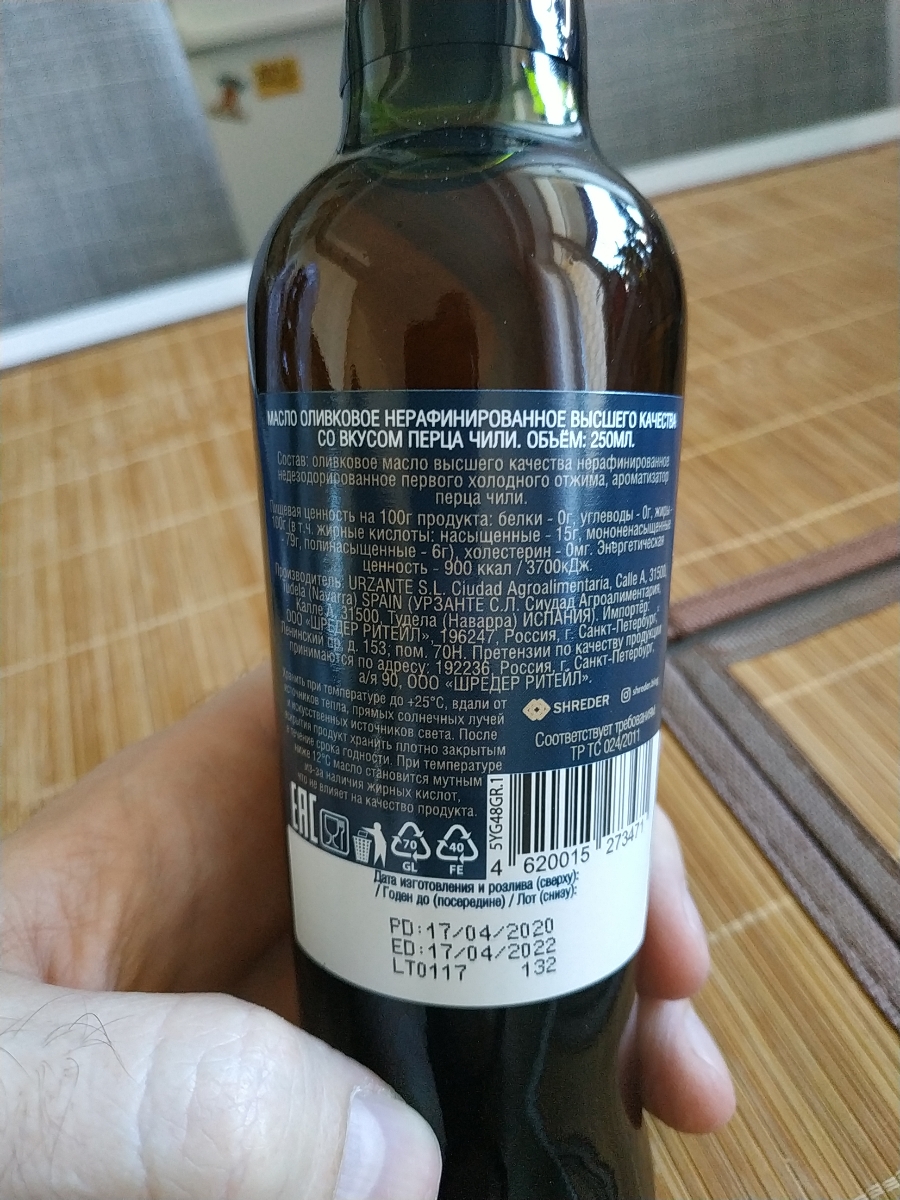 МАСЛО ОЛИВКОВОЕ НЕРАФИНИРОВАННОЕ ВЫСШЕГО КАЧЕСТВА
СО ВКУСОМ ПЕРЦА ЧИЛИ. ОБЪЁМ: 250МЛ.
Состав: оливковое масло высшего качества нерафинированное
недезодорированное первого холодного отжима, ароматизатор
перца чили.
Пищевая ценность на 100г продукта: белки - 0г, углеводы - 0г, жиры-
100г (в т.ч. жирные кислоты: насыщенные - 15г, мононенасыщенные
- 79г, полинасыщенные - 6г), холестерин - 0мг. Энергетическая
ценность - 900 ккал / 3700кДж.
Производитель: URZANTE S.L. Ciudad Agroalimentaria, Calle A, 31500,
Tudela (Navarra) SPAIN (УРЗАНТЕ С.Л. Сиудад Агроалиментария,
Калле А, 31500, Тудела (Наварра) ИСПАНИЯ). Импортёр:
ООО «ШРЕДЕР РИТЕЙЛ», 196247, Россия, г. Санкт-Петербург,
Ленинский пр. д. 153, пом. 70Н. Претензии по качеству продукции
принимаются по адресу: 192236, Россия, г. Санкт-Петербург,
а/я 90, ООО «ШРЕДЕР РИТЕЙЛ».
Хранить при температуре до +25°С, вдали от
источников тепла, прямых солнечных лучей
и искусственных источников света. После
открытия продукт хранить плотно закрытым
в течение срока годности. При температуре
ниже 12°С масло становится мутным
из-за наличия жирных кислот,
что не влияет на качество продукта.
SHREDER
shreder.blog
Соответствует требованиям
ТР ТС 024/2011
EAC
70
GL
40
FE
5YG48GR.1
4 620015 273471
Дата изготовления и розлива (сверху):
/ Годен до (посередине) / Лот (снизу):
PD:17/04/2020
ED:17/04/2022
LT0117 132